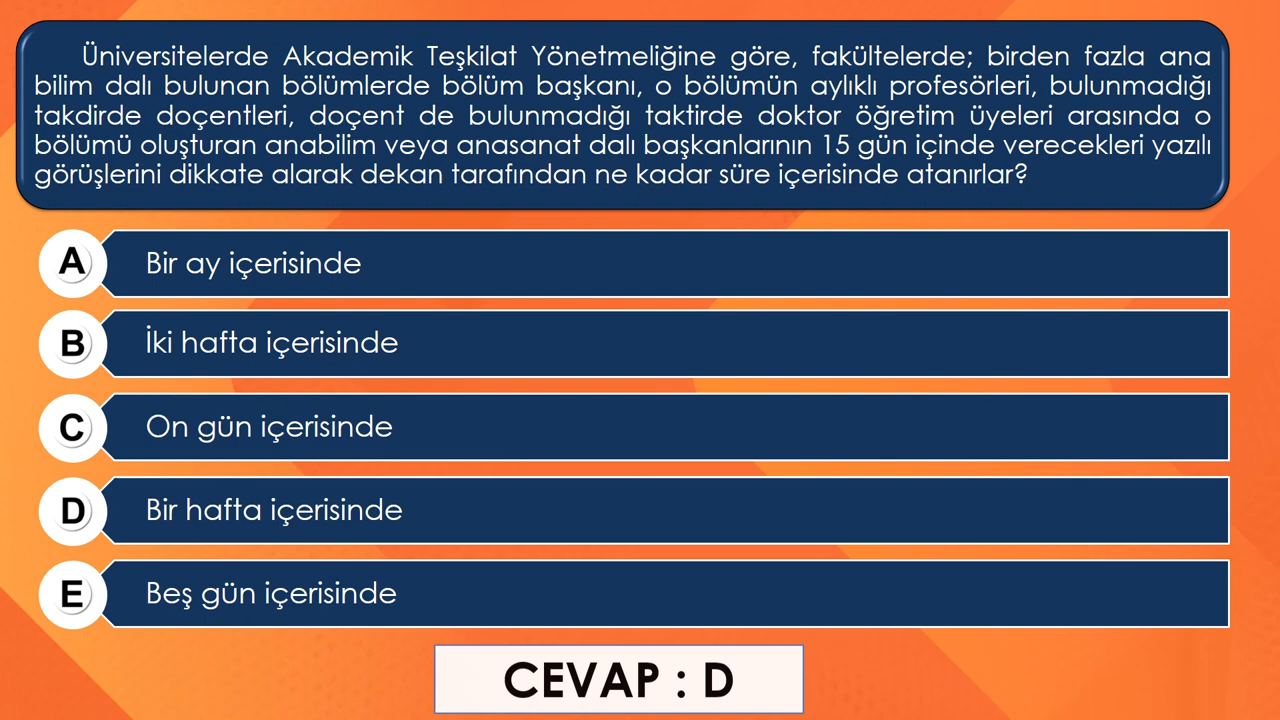 Üniversitelerde Akademik Teşkilat Yönetmeliğine göre, fakültelerde; birden fazla ana
bilim dalı bulunan bölümlerde bölüm başkanı, o bölümün aylıklı profesörleri, bulunmadığı
takdirde doçentleri, doçent de bulunmadığı taktirde doktor öğretim üyeleri arasında o
bölümü oluşturan anabilim veya anasanat dalı başkanlarının 15 gün içinde verecekleri yazılı
görüşlerini dikkate alarak dekan tarafından ne kadar süre içerisinde atanırlar?
A Bir ay içerisinde
B İki hafta içerisinde
C On gün içerisinde
D Bir hafta içerisinde
E Beş gün içerisinde
CEVAP : D